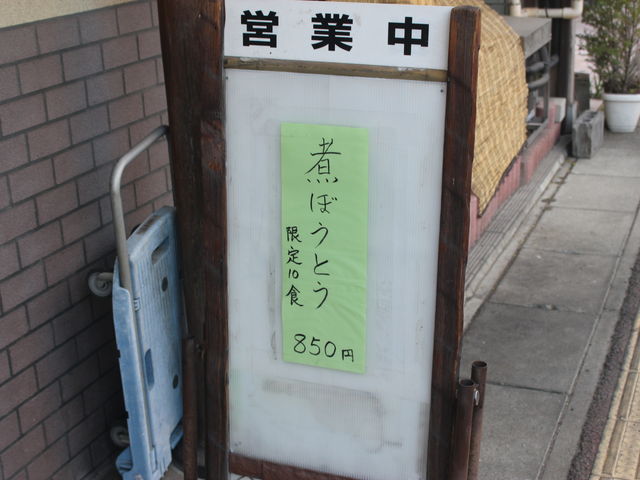 営業中
煮ぼうとう
限定10食
850円